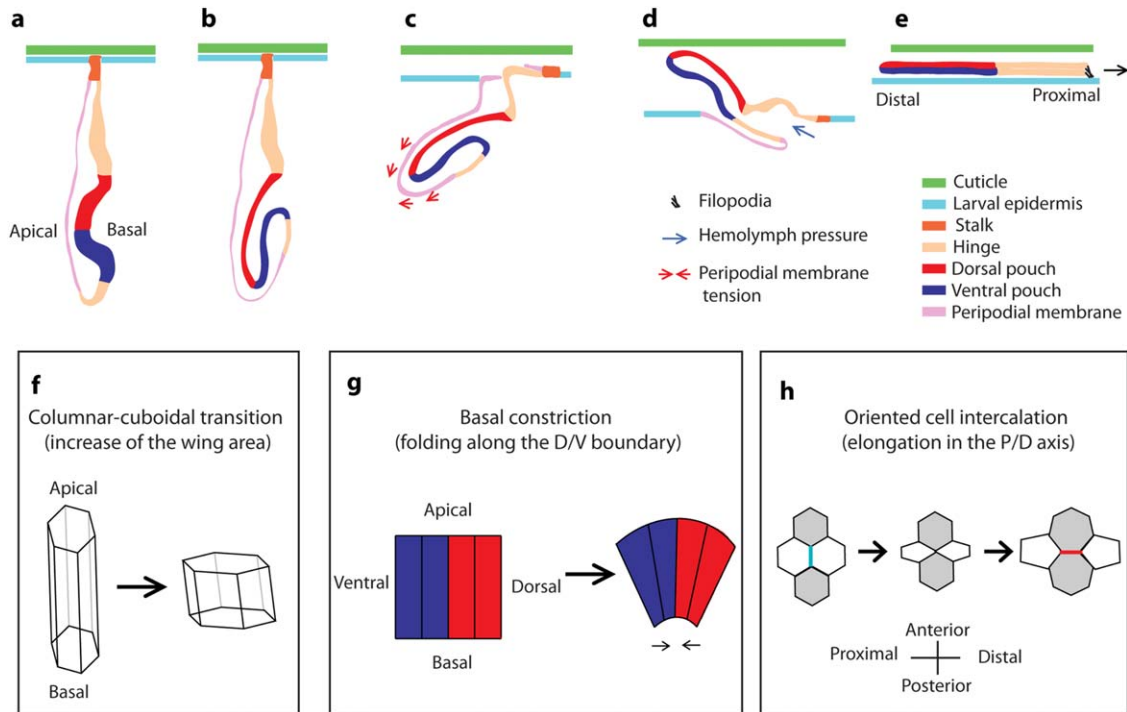 a
b
c
d
e
Apical
Basal
Distal
Proximal
Filopodia
Hemolymph pressure
Peripodial membrane
tension
Cuticle
Larval epidermis
Stalk
Hinge
Dorsal pouch
Ventral pouch
Peripodial membrane
f
Columnar-cuboidal transition
(increase of the wing area)
Apical
Basal
g
Basal constriction
(folding along the D/V boundary)
Apical
Ventral
Dorsal
Basal
h
Oriented cell intercalation
(elongation in the P/D axis)
Anterior
Proximal
Distal
Posterior